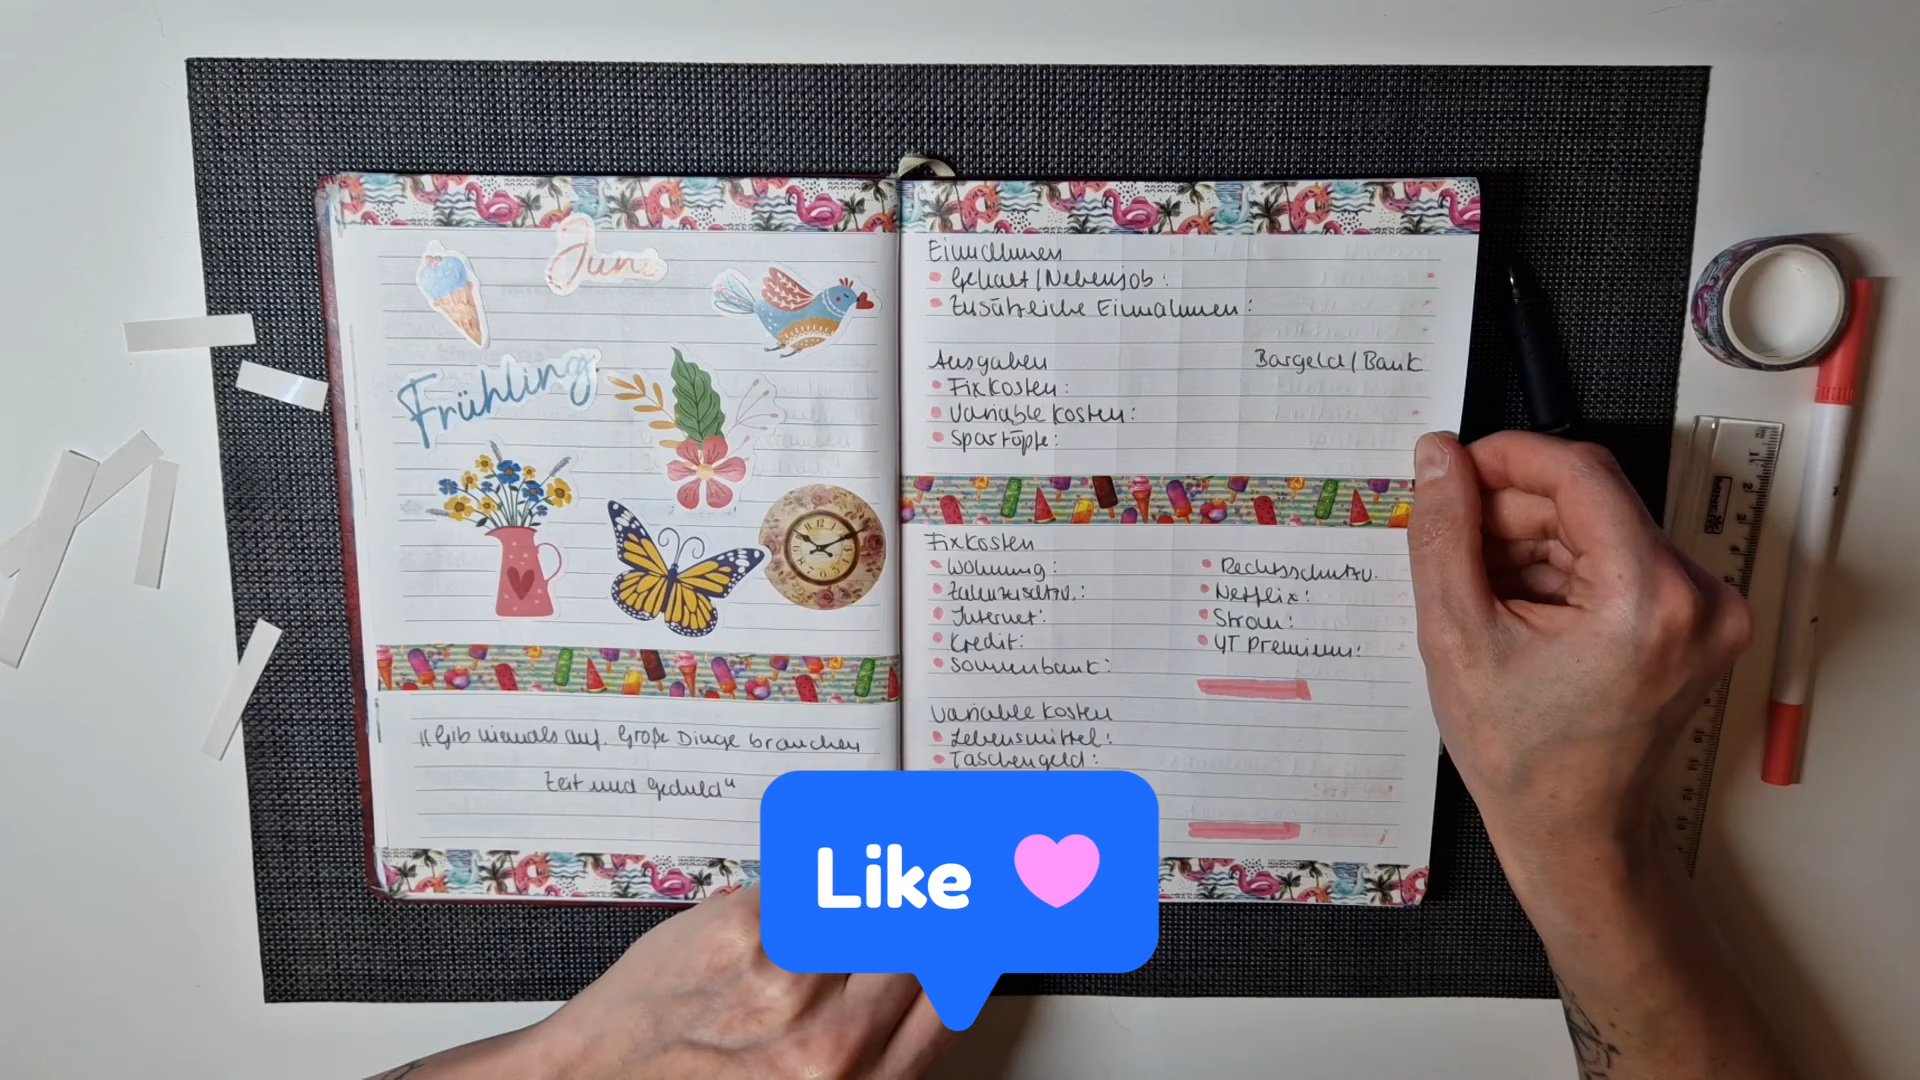 Juni
Frühling
„Gib niemals auf. Große Dinge brauchen
Zeit und Geduld“
Einnahmen
Gehalt/Nebenjob:
Zusätzliche Einnahmen:
Ausgaben Bargeld/Bank
Fixkosten:
Variable Kosten:
Spartöpfe:
Fixkosten
Wohnung: Rechtsschutzv.
Zahnzusatzv.: Netflix:
Internet: Strom:
Kredit: YT Premium:
Sonnenbank:
Variable Kosten
Lebensmittel:
Taschengeld:
Like